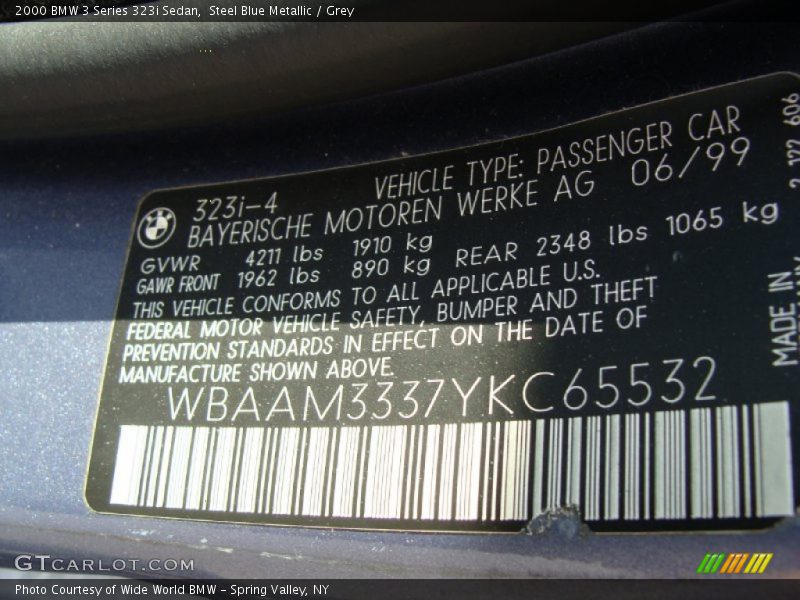 2000 BMW 3 Series 323i Sedan, Steel Blue Metallic / Grey
323i-4 VEHICLE TYPE: PASSENGER CAR
BAYERISCHE MOTOREN WERKE AG 06/99
GVWR 4211 lbs 1910 kg
GAWR FRONT 1962 lbs 890 kg REAR 2348 lbs 1065 kg
THIS VEHICLE CONFORMS TO ALL APPLICABLE U.S.
FEDERAL MOTOR VEHICLE SAFETY, BUMPER AND THEFT
PREVENTION STANDARDS IN EFFECT ON THE DATE OF
MANUFACTURE SHOWN ABOVE.
WBAAM3337YKC65532
MADE IN
2 122 606
GTCARLOT.COM
Photo Courtesy of Wide World BMW - Spring Valley, NY